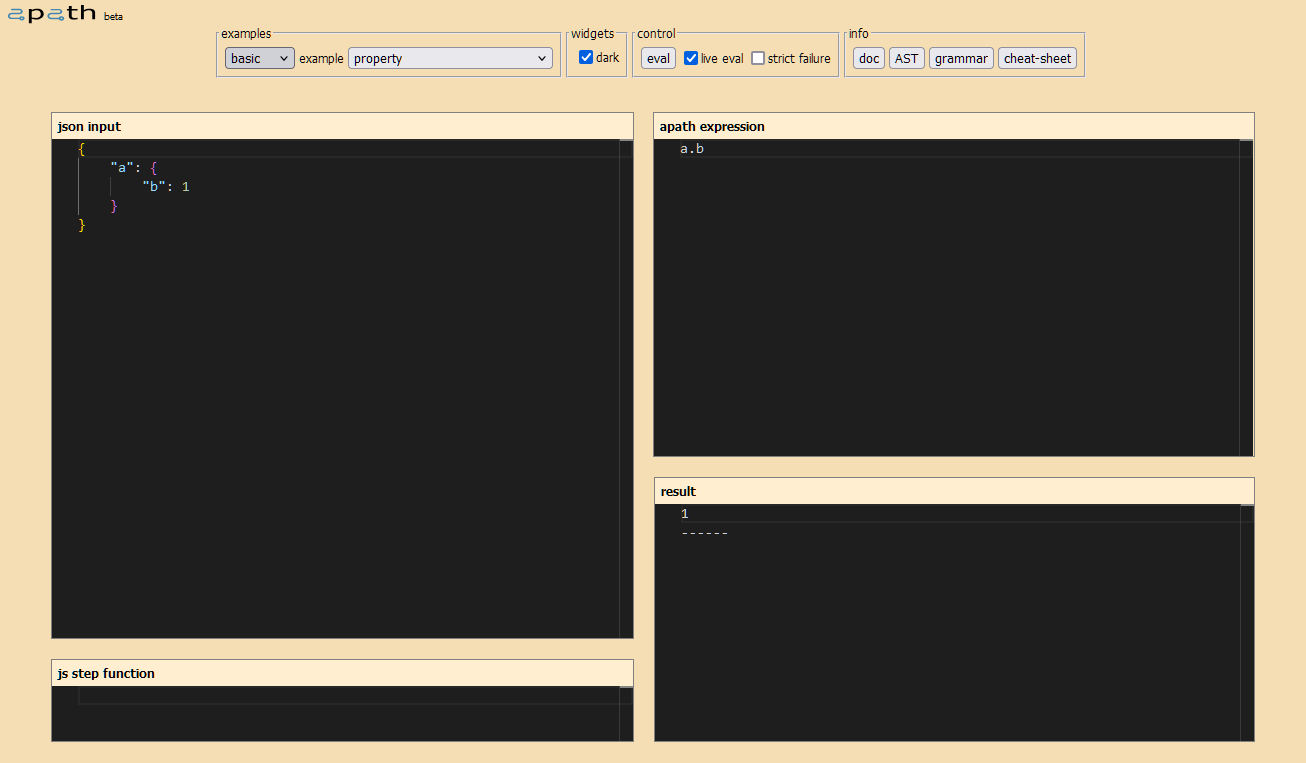 apath beta
examples
basic example property
widgets
dark
control
eval live eval strict failure
info
doc AST grammar cheat-sheet
json input
{
"a": {
"b": 1
}
}
js step function
apath expression
a.b
result
1
------